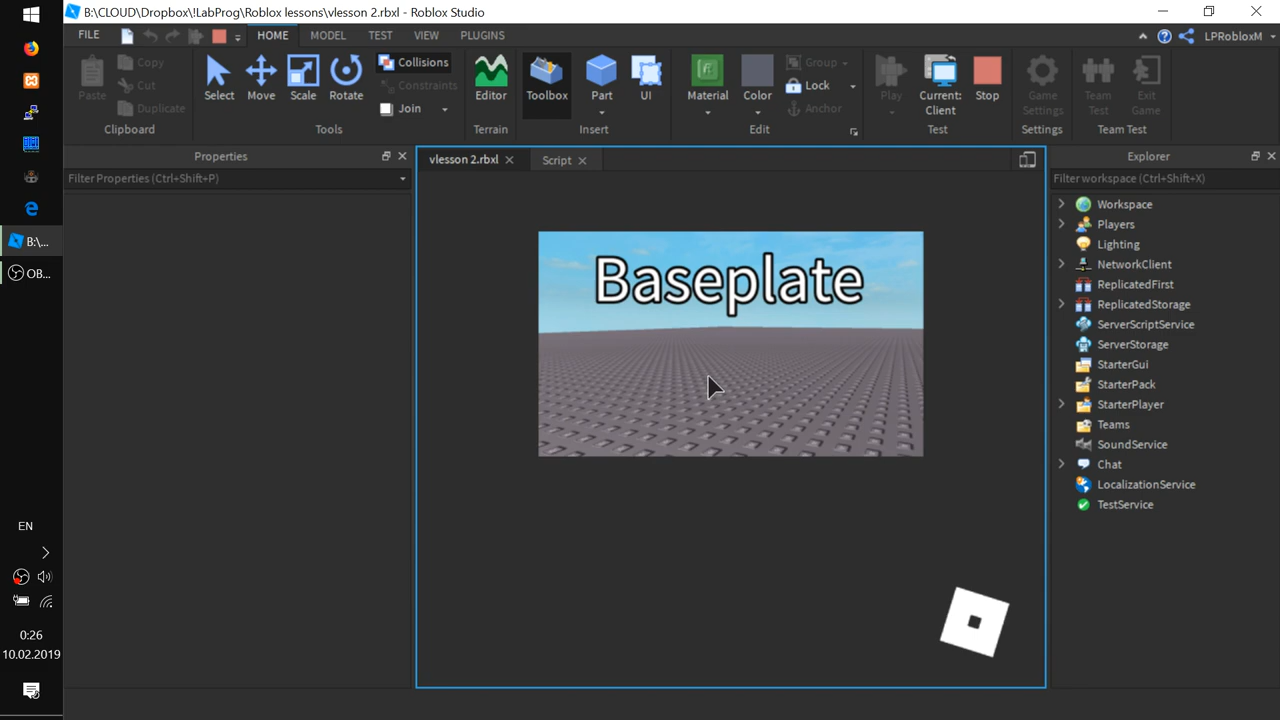 B:\CLOUD\Dropbox\!LabProg\Roblox lessons\vlesson 2.rbxl - Roblox Studio
FILE HOME MODEL TEST VIEW PLUGINS LPRobloxM
Paste
Copy
Cut
Duplicate
Clipboard
Select Move Scale Rotate
Collisions
Constraints
Join
Tools
Editor
Terrain
Toolbox Part UI
Insert
Material Color
Group
Lock
Anchor
Edit
Play
Current:
Client
Stop
Test
Game
Settings
Settings
Team
Test
Exit
Game
Team Test
Properties
Filter Properties (Ctrl+Shift+P)
vlesson 2.rbxl Script
Baseplate
Explorer
Filter workspace (Ctrl+Shift+X)
Workspace
Players
Lighting
NetworkClient
ReplicatedFirst
ReplicatedStorage
ServerScriptService
ServerStorage
StarterGui
StarterPack
StarterPlayer
Teams
SoundService
Chat
LocalizationService
TestService
B:\...
OB...
EN
0:26
10.02.2019